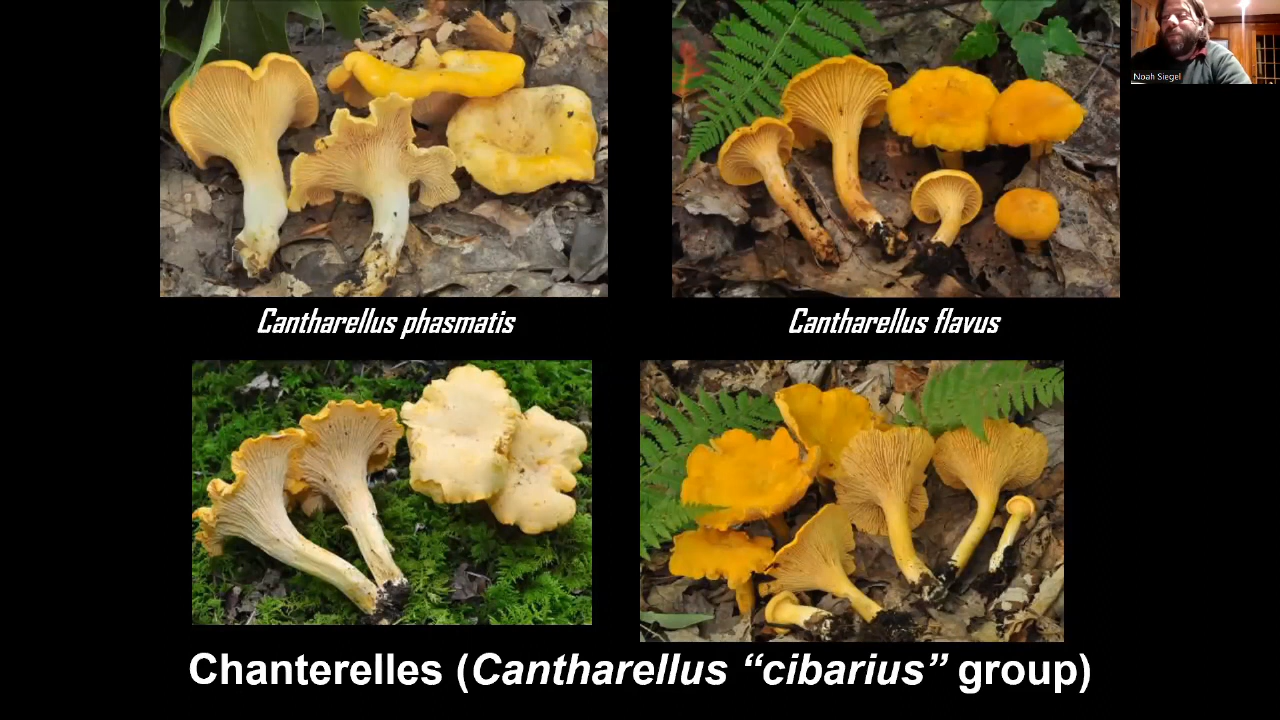 Noah Siegel
Cantharellus phasmatis
Cantharellus flavus
Chanterelles (Cantharellus “cibarius” group)